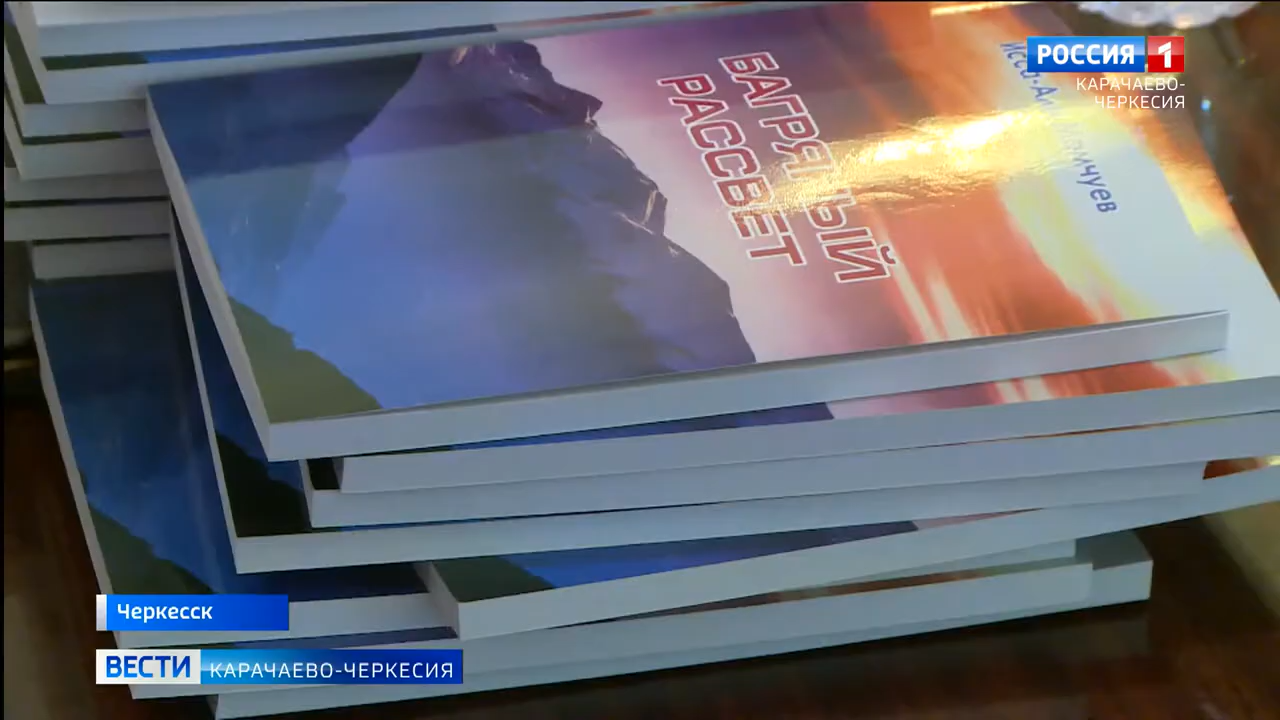 РОССИЯ 1
КАРАЧАЕВО-
ЧЕРКЕСИЯ
БАГРЯНЫЙ
РАССВЕТ
Черкесск
ВЕСТИ КАРАЧАЕВО-ЧЕРКЕСИЯ